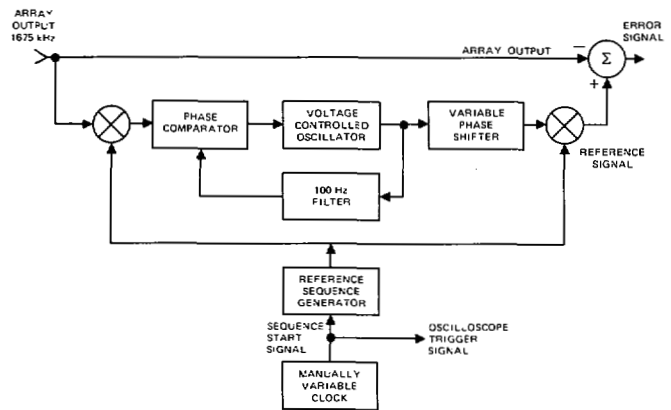 ARRAY
OUTPUT
1675 kHz
ERROR
SIGNAL
ARRAY OUTPUT
−
Σ
+
PHASE
COMPARATOR
VOLTAGE
CONTROLLED
OSCILLATOR
VARIABLE
PHASE
SHIFTER
REFERENCE
SIGNAL
100 Hz
FILTER
REFERENCE
SEQUENCE
GENERATOR
SEQUENCE
START
SIGNAL
OSCILLOSCOPE
TRIGGER
SIGNAL
MANUALLY
VARIABLE
CLOCK